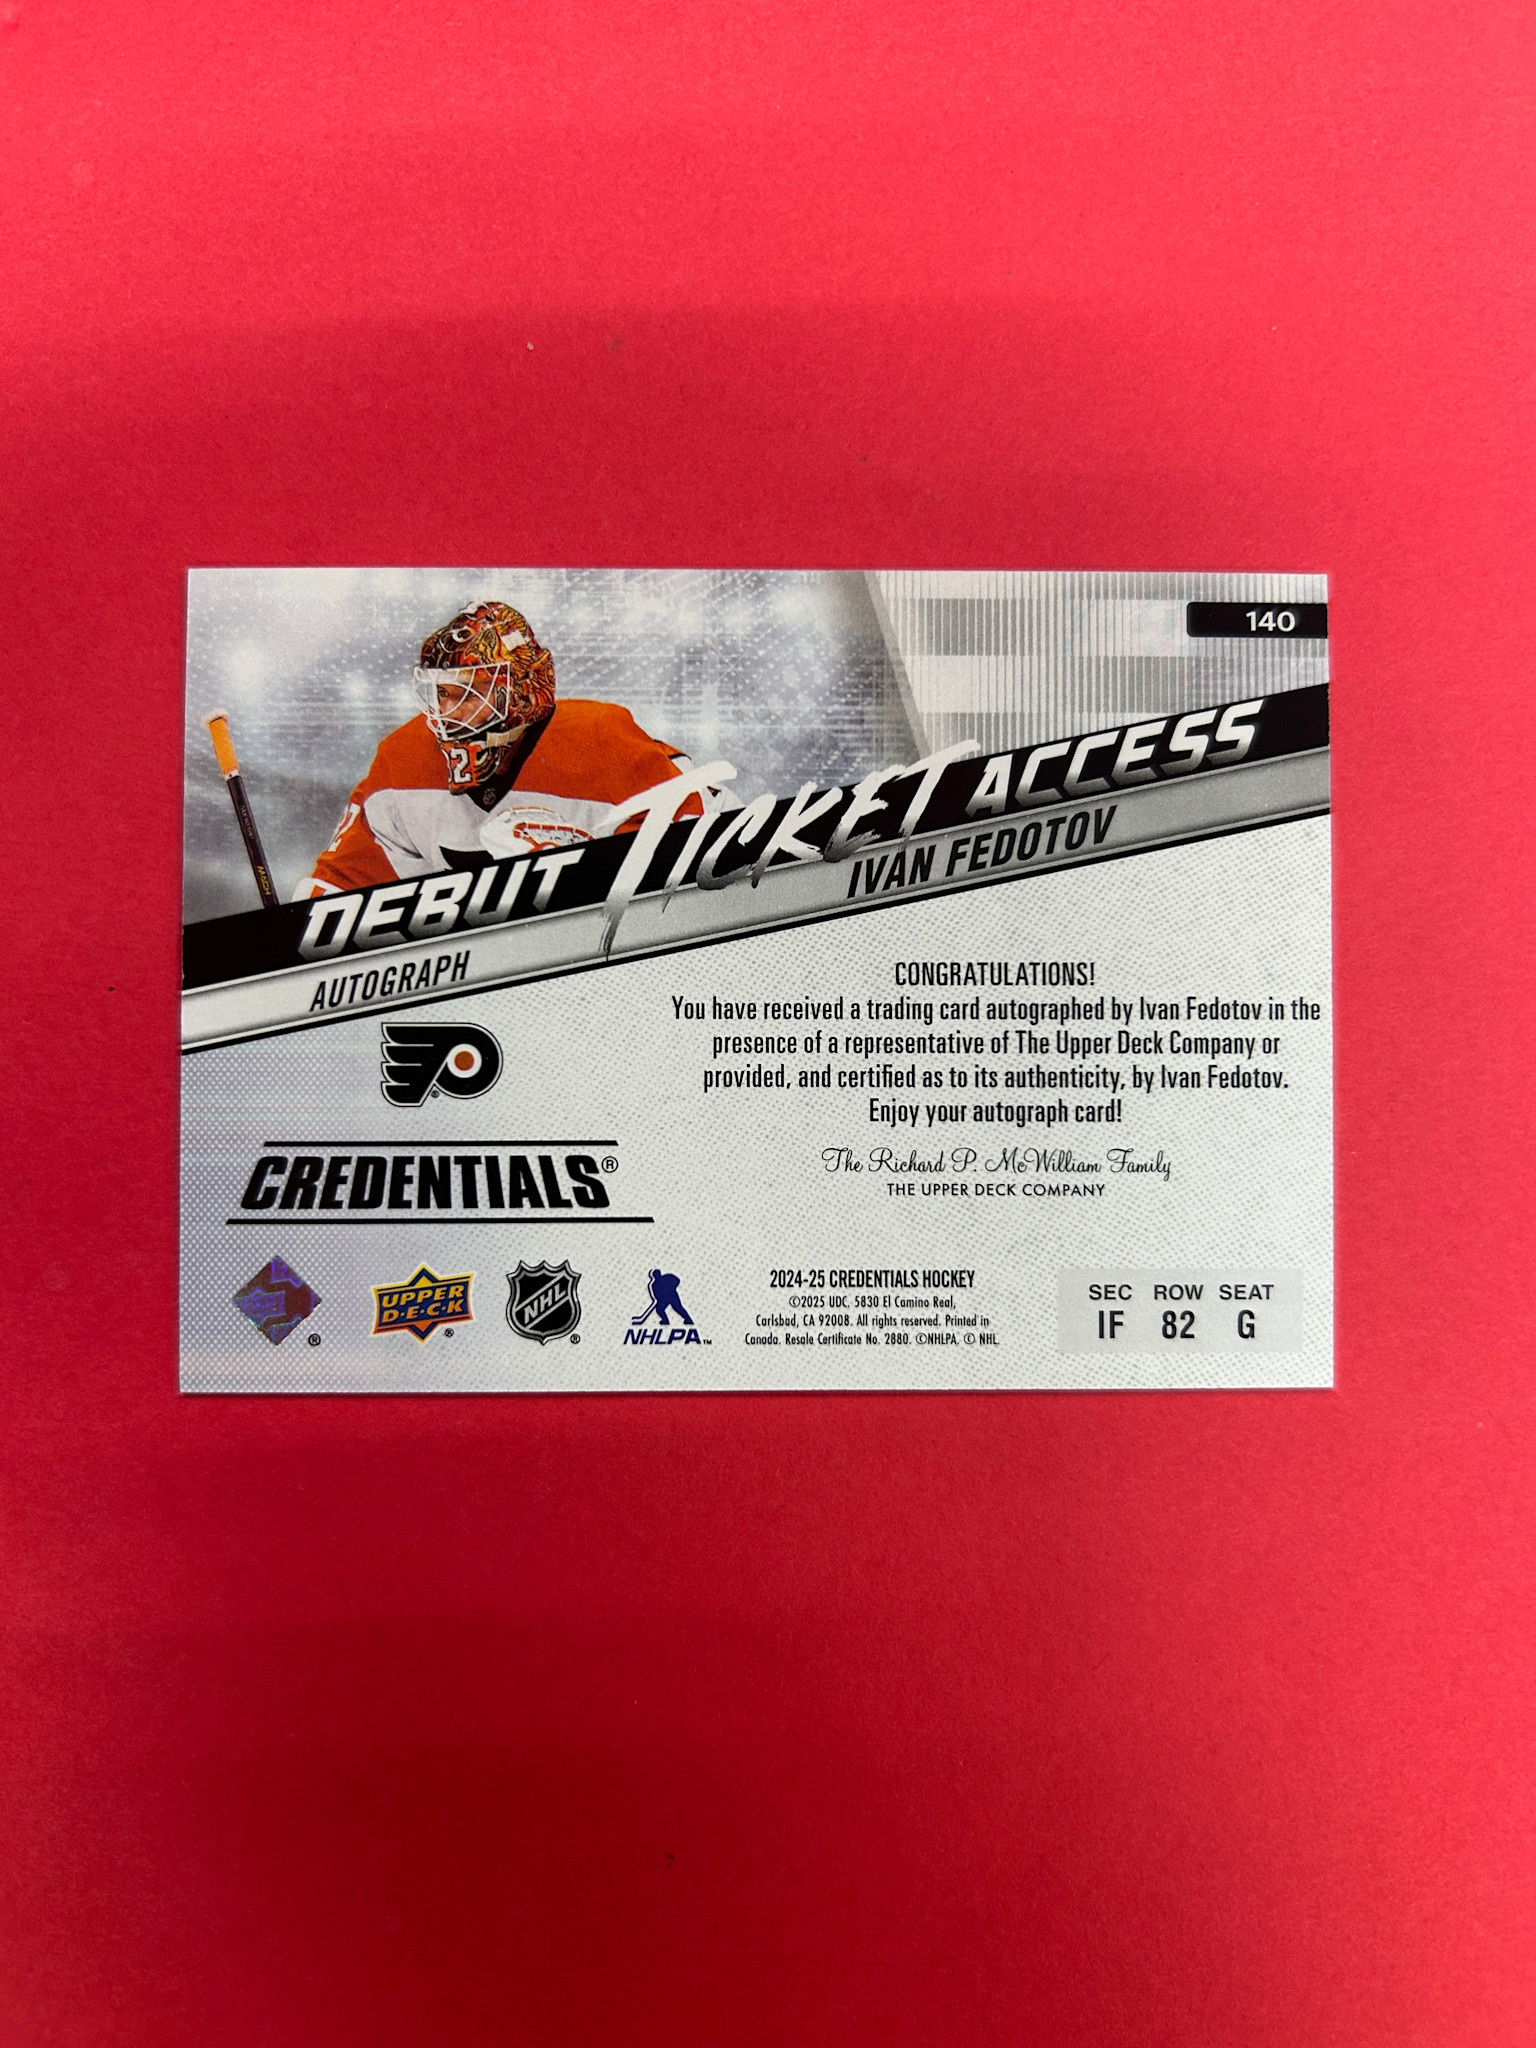 140
DEBUT TICKET ACCESS
AUTOGRAPH
IVAN FEDOTOV
CONGRATULATIONS!
You have received a trading card autographed by Ivan Fedotov in the
presence of a representative of The Upper Deck Company or
provided, and certified as to its authenticity, by Ivan Fedotov.
Enjoy your autograph card!
The Richard P. McWilliam Family
THE UPPER DECK COMPANY
CREDENTIALS®
®
UPPER
D·E·C·K
®
NHL
®
NHLPA™
2024-25 CREDENTIALS HOCKEY
©2025 UDC. 5830 El Camino Real,
Carlsbad, CA 92008. All rights reserved. Printed in
Canada. Resale Certificate No. 2880. ©NHLPA. © NHL.
SEC ROW SEAT
IF 82 G